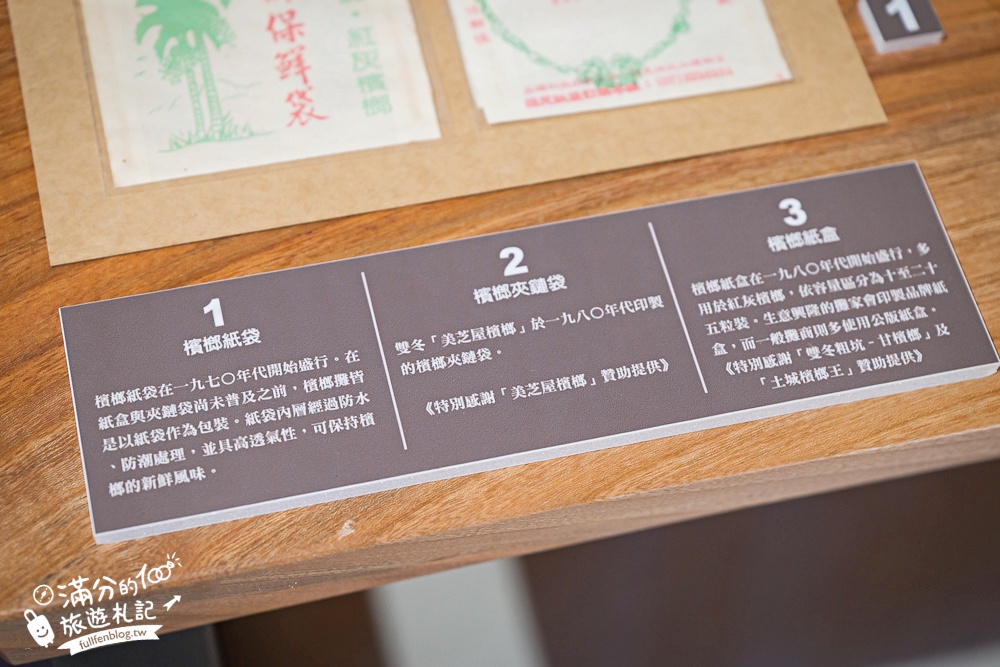 保鮮袋
紅灰檳榔
1
1
檳榔紙袋
檳榔紙袋在一九七〇年代開始盛行。在
紙盒與夾鏈袋尚未普及之前，檳榔攤皆
是以紙袋作為包裝。紙袋內層經過防水
、防潮處理，並具高透氣性，可保持檳
榔的新鮮風味。
2
檳榔夾鏈袋
雙冬「美芝屋檳榔」於一九八〇年代印製
的檳榔夾鏈袋。
《特別感謝「美芝屋檳榔」贊助提供》
3
檳榔紙盒
檳榔紙盒在一九八〇年代開始盛行，多
用於紅灰檳榔，依容量區分為十至二十
五粒裝。生意興隆的攤家會印製品牌紙
盒，而一般攤商則多使用公版紙盒。
《特別感謝「雙冬粗坑－甘檳榔」及
「土城檳榔王」贊助提供》
滿分的100
旅遊札記
fullfenblog.tw